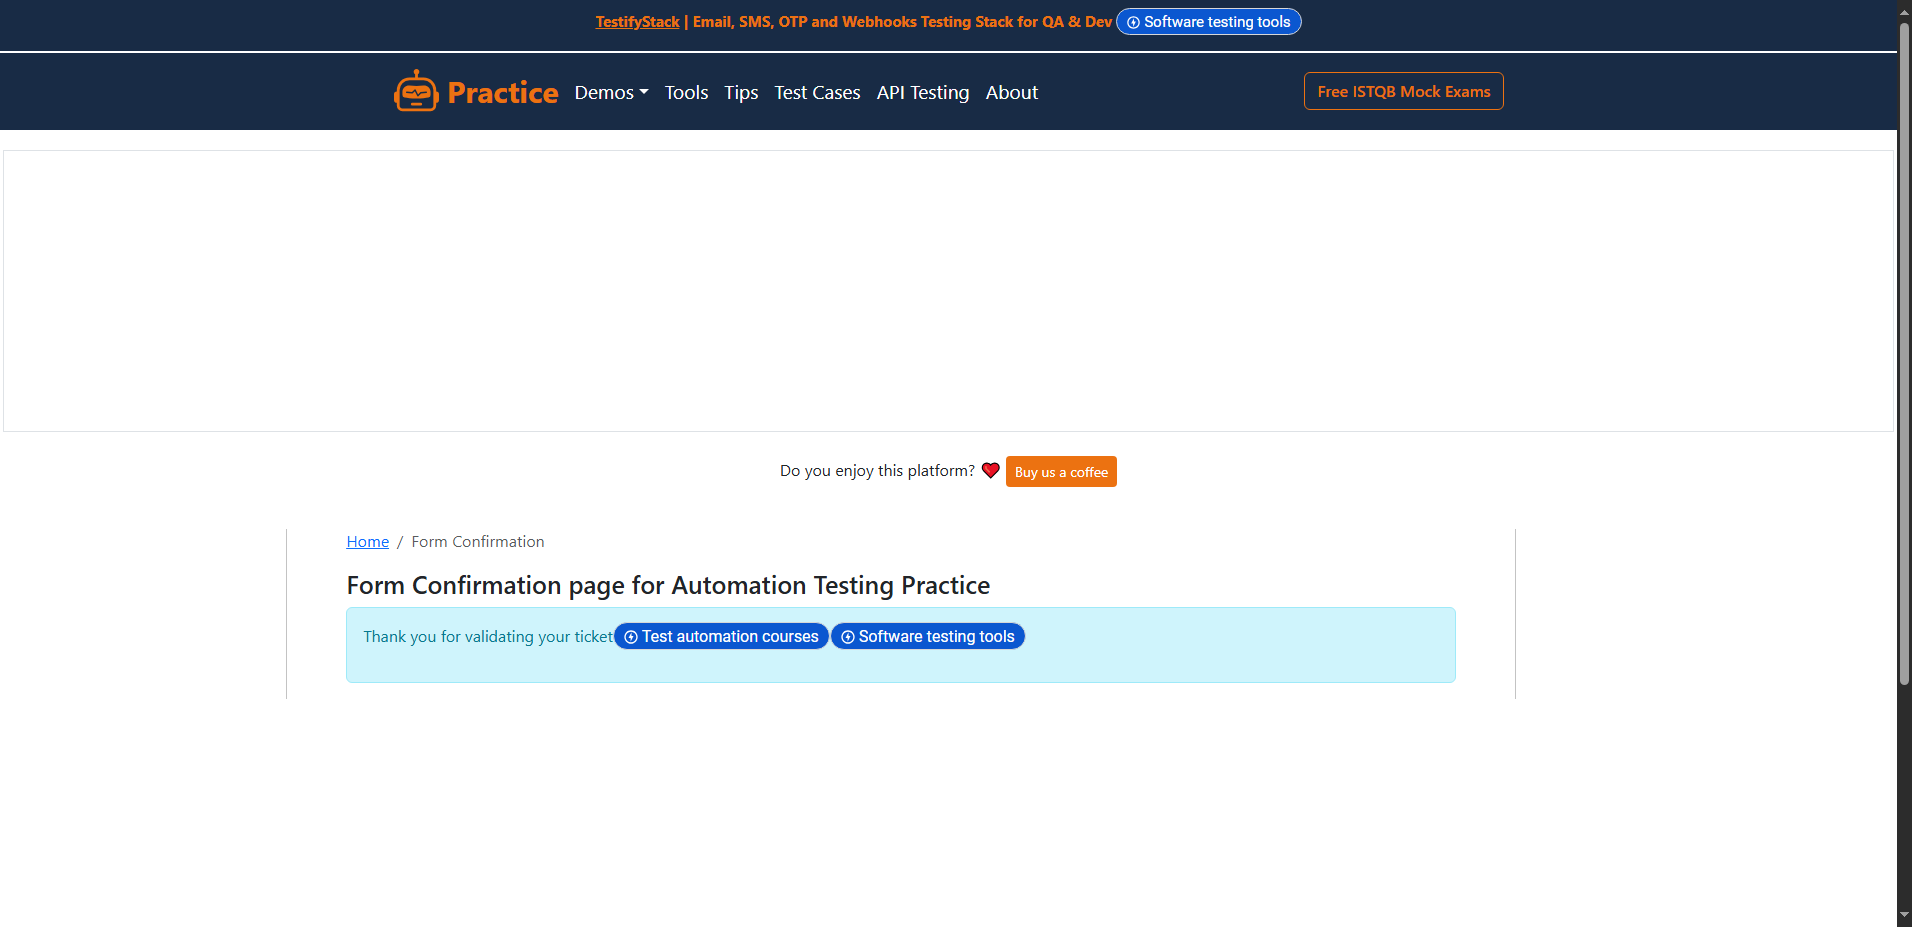 TestifyStack | Email, SMS, OTP and Webhooks Testing Stack for QA & Dev Software testing tools
Practice Demos Tools Tips Test Cases API Testing About Free ISTQB Mock Exams
Do you enjoy this platform? Buy us a coffee
Home / Form Confirmation
Form Confirmation page for Automation Testing Practice
Thank you for validating your ticket Test automation courses Software testing tools